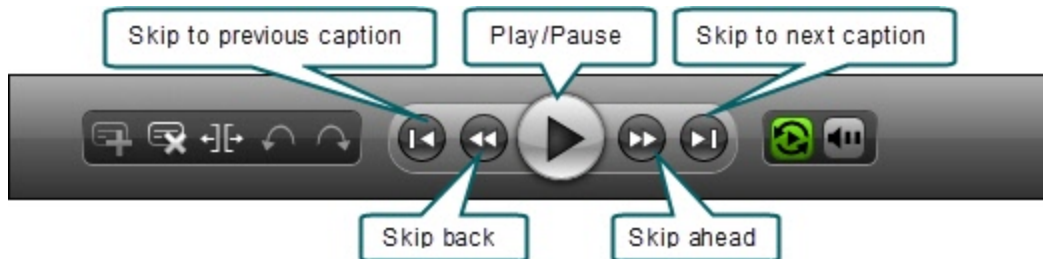 Skip to previous caption
Play/Pause
Skip to next caption
Skip back
Skip ahead